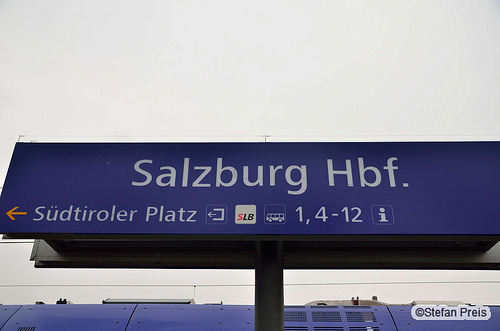 Salzburg Hbf.
Südtiroler Platz SLB 1,4-12 i
©Stefan Preis